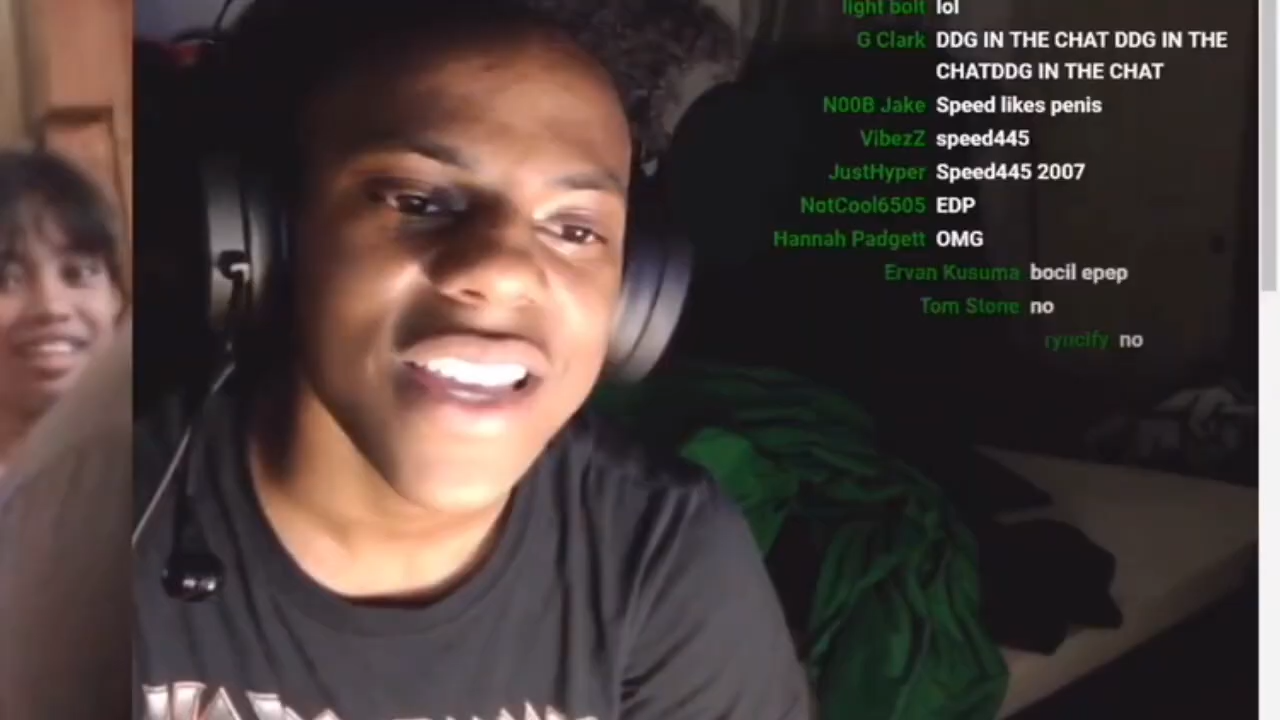 light bolt lol
G Clark DDG IN THE CHAT DDG IN THE
CHATDDG IN THE CHAT
N00B Jake Speed likes penis
VibezZ speed445
JustHyper Speed445 2007
NotCool6505 EDP
Hannah Padgett OMG
Ervan Kusuma bocil epep
Tom Stone no
ryncify no